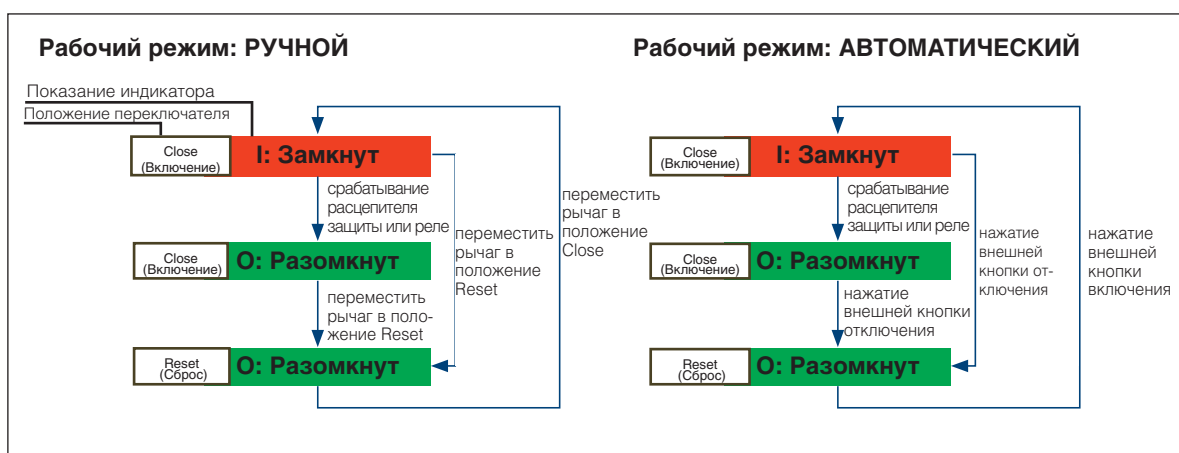 Рабочий режим: РУЧНОЙ
Показание индикатора
Положение переключателя
Close
(Включение)
I: Замкнут
срабатывание
расцепителя
защиты или реле
переместить
рычаг в
положение
Reset
переместить
рычаг в
положение
Close
Close
(Включение)
O: Разомкнут
переместить
рычаг в поло-
жение Reset
Reset
(Сброс)
O: Разомкнут
Рабочий режим: АВТОМАТИЧЕСКИЙ
Close
(Включение)
I: Замкнут
срабатывание
расцепителя
защиты или реле
нажатие
внешней
кнопки от-
ключения
нажатие
внешней
кнопки
включения
Close
(Включение)
O: Разомкнут
нажатие
внешней кнопки
отключения
Reset
(Сброс)
O: Разомкнут